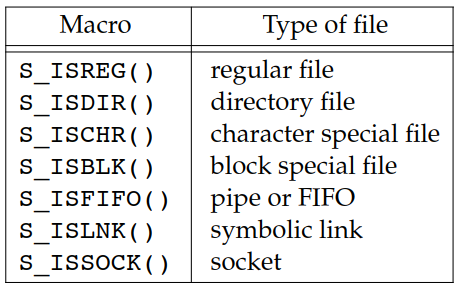 Macro Type of file
S_ISREG() regular file
S_ISDIR() directory file
S_ISCHR() character special file
S_ISBLK() block special file
S_ISFIFO() pipe or FIFO
S_ISLNK() symbolic link
S_ISSOCK() socket